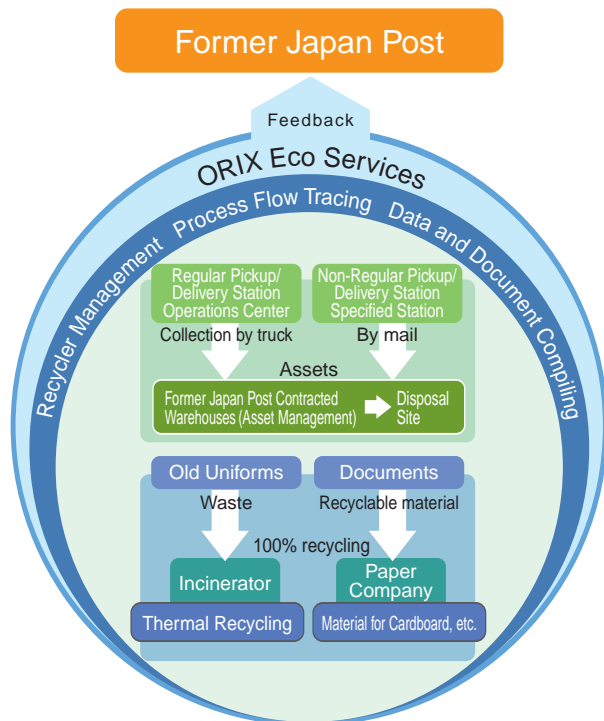 Former Japan Post
Feedback
ORIX Eco Services
Recycler Management Process Flow Tracing Data and Document Compiling
Regular Pickup/
Delivery Station
Operations Center
Non-Regular Pickup/
Delivery Station
Specified Station
Collection by truck
By mail
Assets
Former Japan Post Contracted
Warehouses (Asset Management)
Disposal
Site
Old Uniforms
Documents
Waste
Recyclable material
100% recycling
Incinerator
Paper
Company
Thermal Recycling
Material for Cardboard, etc.